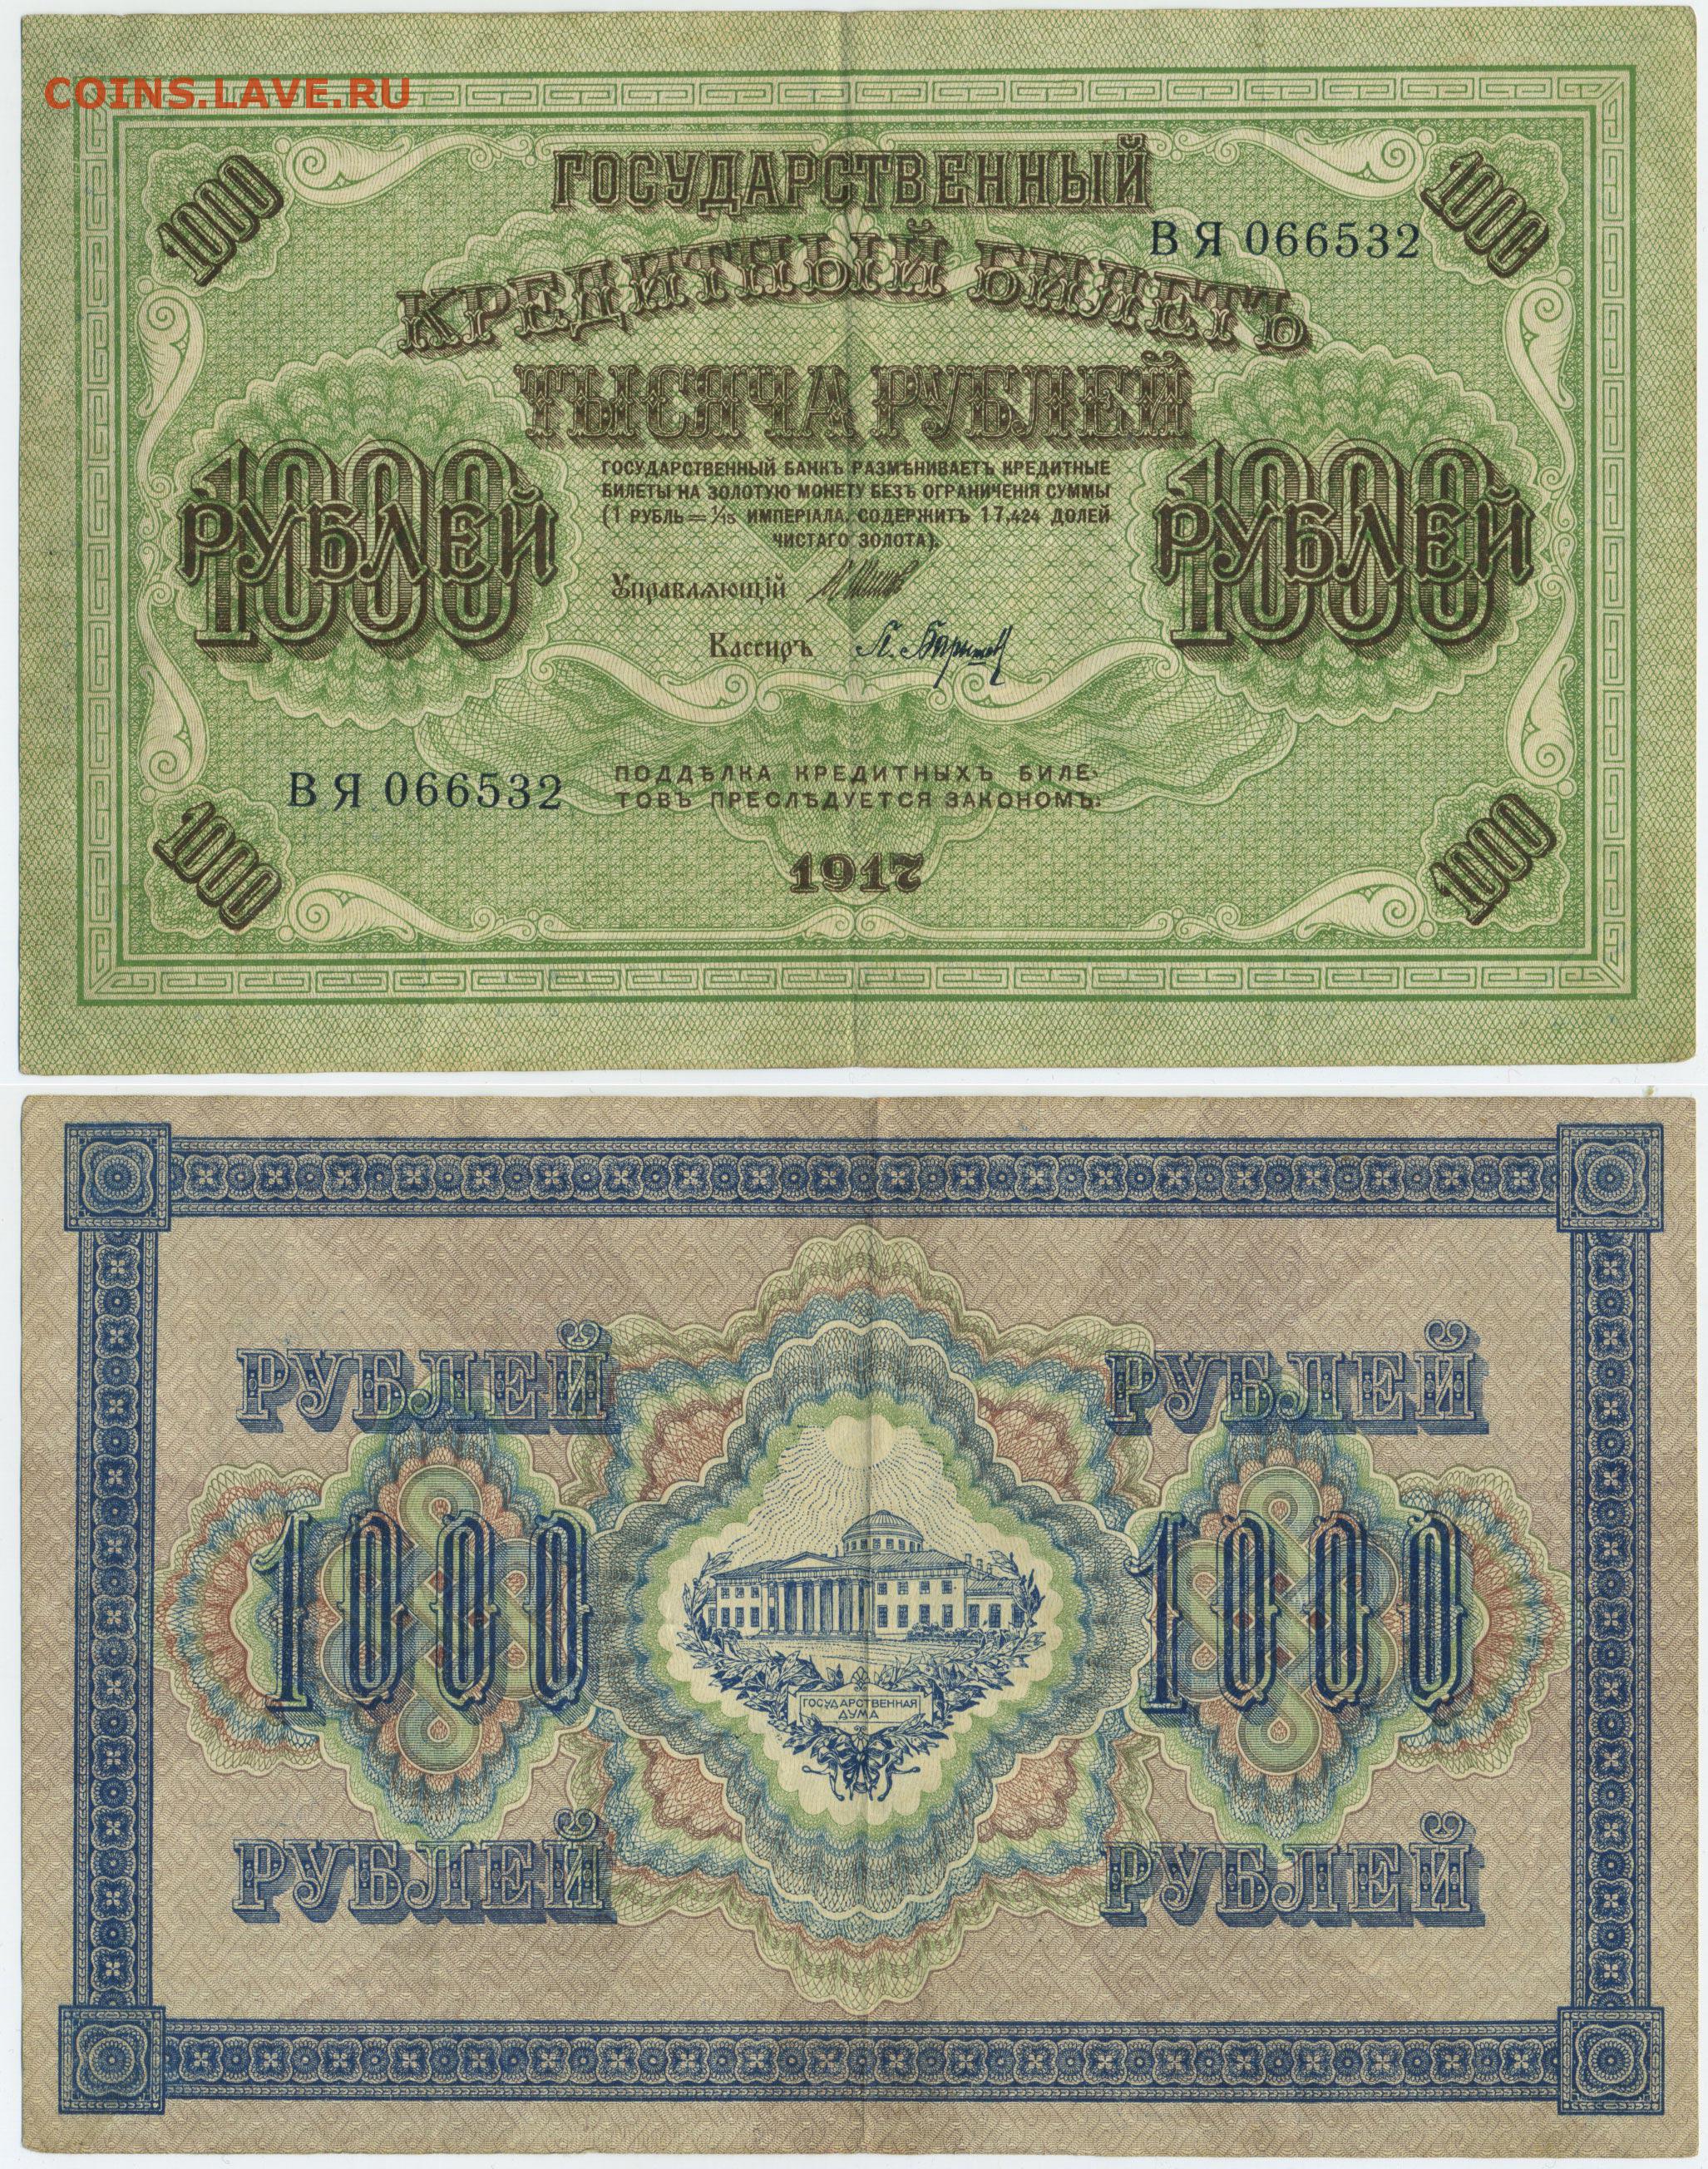 COINS.LAVE.RU
1000
ГОСУДАРСТВЕННЫЙ
1000
ВЯ 066532
КРЕДИТНЫЙ БИЛЕТЪ
ТЫСЯЧА РУБЛЕЙ
1000
РУБЛЕЙ
ГОСУДАРСТВЕННЫЙ БАНКЪ РАЗМѢНИВАЕТЪ КРЕДИТНЫЕ
БИЛЕТЫ НА ЗОЛОТУЮ МОНЕТУ БЕЗЪ ОГРАНИЧЕНІЯ СУММЫ
(1 РУБЛЬ = 1/15 ИМПЕРІАЛА, СОДЕРЖИТЪ 17,424 ДОЛЕЙ
ЧИСТАГО ЗОЛОТА).
1000
РУБЛЕЙ
Управляющій
Кассиръ
ВЯ 066532
ПОДДѢЛКА КРЕДИТНЫХЪ БИЛЕ-
ТОВЪ ПРЕСЛѢДУЕТСЯ ЗАКОНОМЪ.
1000
1917
1000
РУБЛЕЙ
РУБЛЕЙ
1000
1000
ГОСУДАРСТВЕННАЯ
ДУМА
РУБЛЕЙ
РУБЛЕЙ